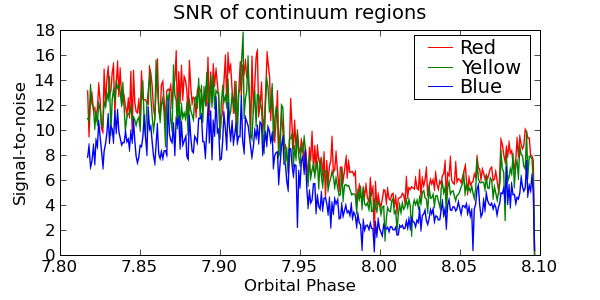 SNR of continuum regions
Signal-to-noise
18
16
14
12
10
8
6
4
2
0
Red
Yellow
Blue
7.80 7.85 7.90 7.95 8.00 8.05 8.10
Orbital Phase